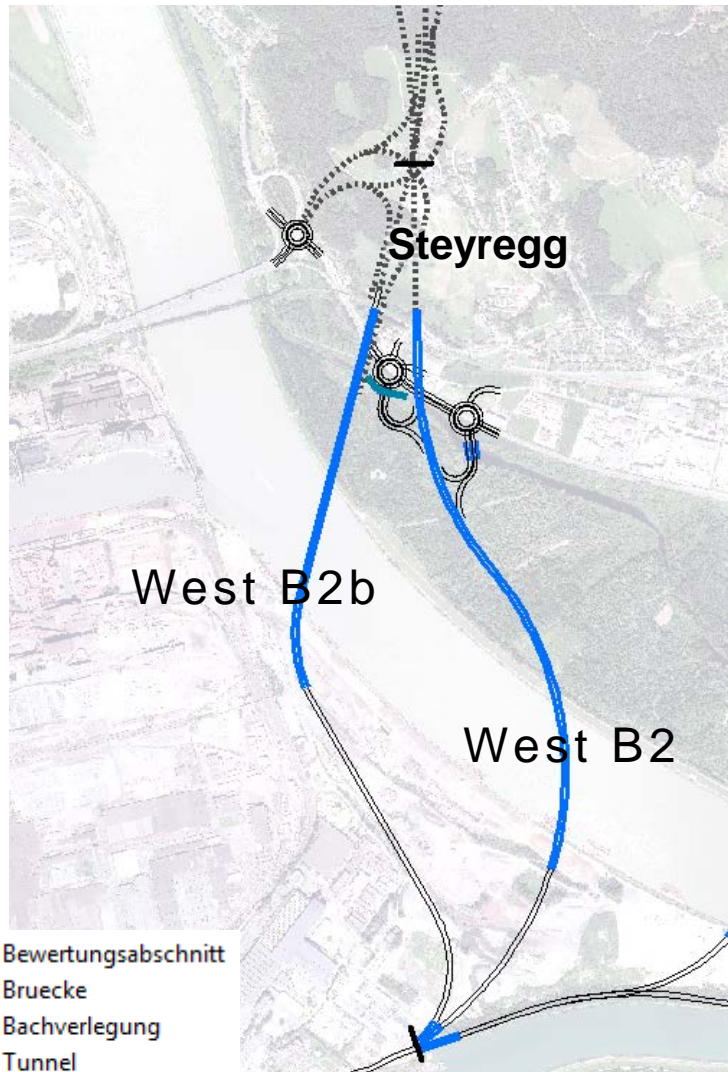 Steyregg
West B2b
West B2
Bewertungsabschnitt
Bruecke
Bachverlegung
Tunnel